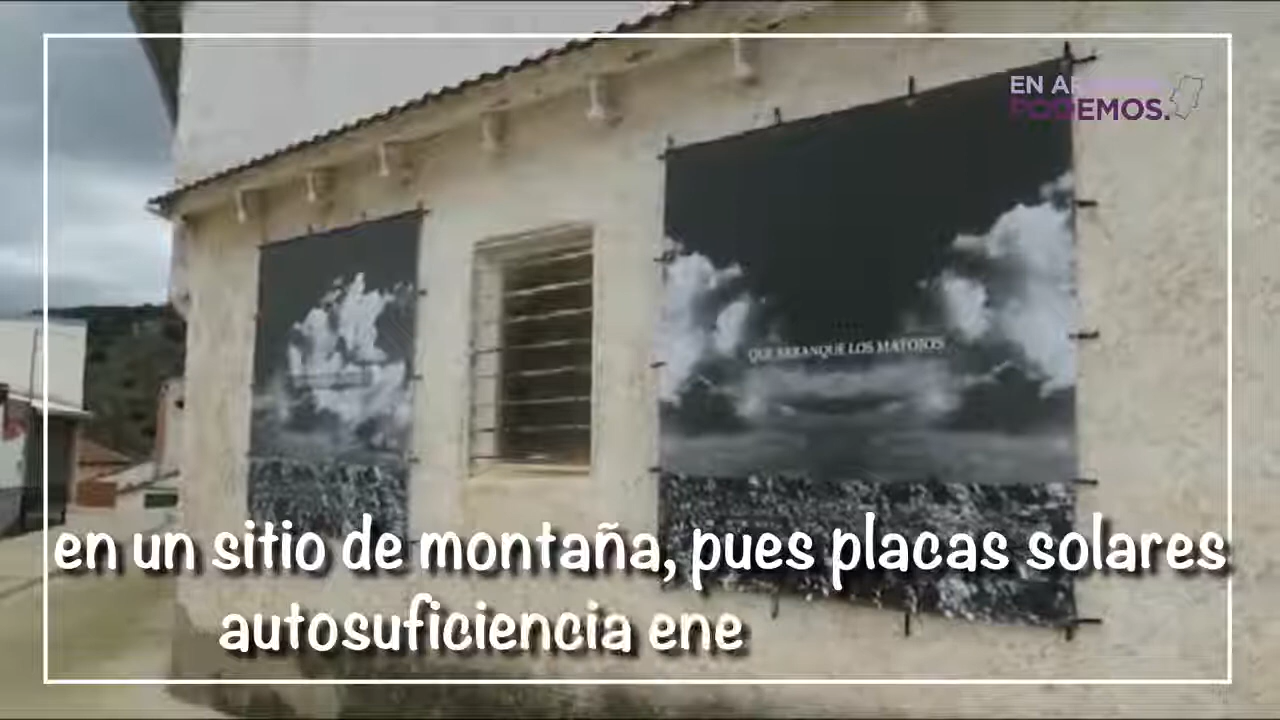 EN A
PODEMOS.
QUE ARRANQUE LOS MATOJOS
en un sitio de montaña, pues placas solares
autosuficiencia ene